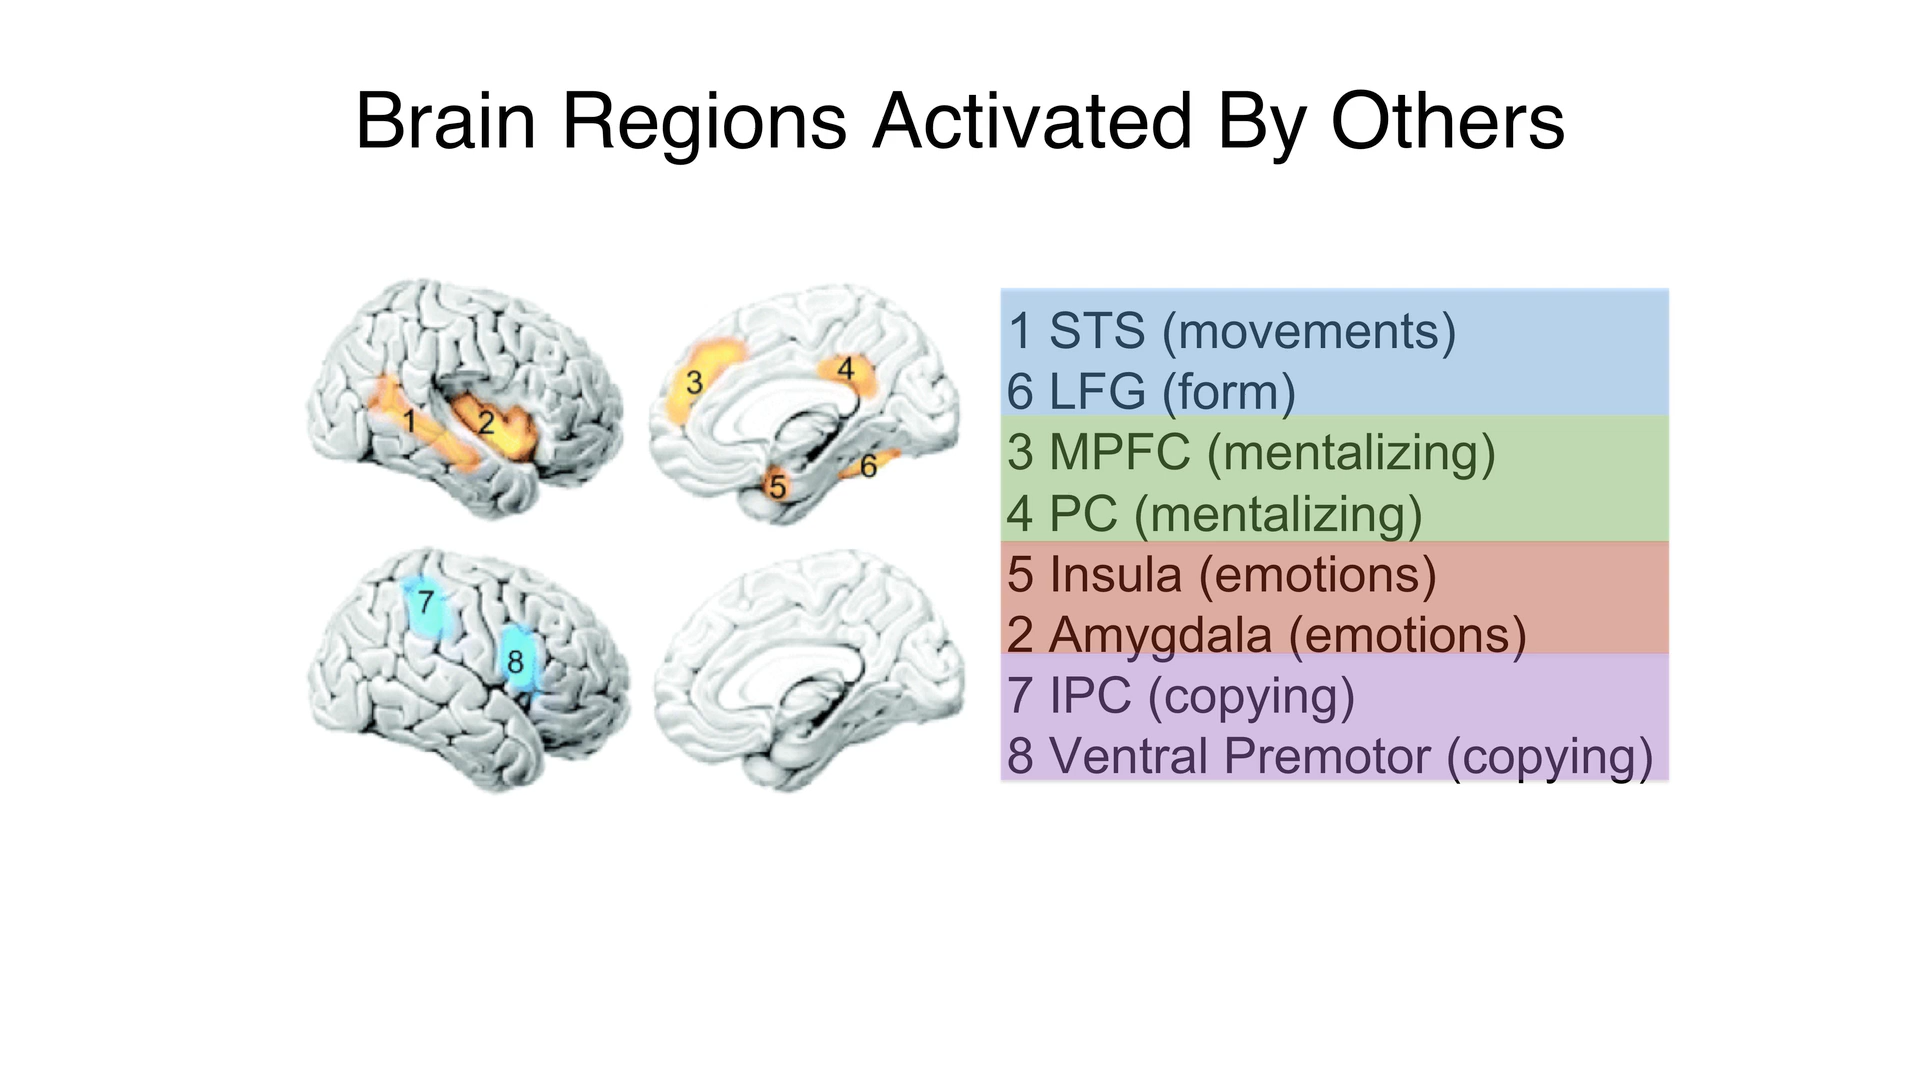 Brain Regions Activated By Others
1
2
3
4
5
6
7
8
1 STS (movements)
6 LFG (form)
3 MPFC (mentalizing)
4 PC (mentalizing)
5 Insula (emotions)
2 Amygdala (emotions)
7 IPC (copying)
8 Ventral Premotor (copying)